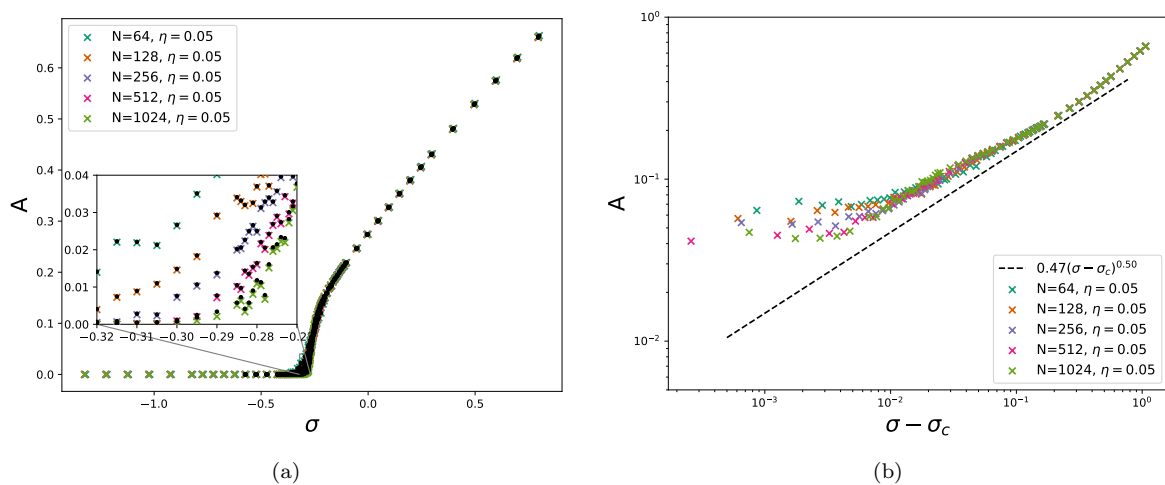 N=64, η = 0.05
N=128, η = 0.05
N=256, η = 0.05
N=512, η = 0.05
N=1024, η = 0.05
A
0.6
0.5
0.4
0.3
0.2
0.1
0.0
0.04
0.03
0.02
0.01
0.00
−0.32 −0.31 −0.30 −0.29 −0.28 −0.27
−1.0 −0.5 0.0 0.5
σ
(a)
A
10⁰
10⁻¹
10⁻²
0.47(σ − σc)^0.50
N=64, η = 0.05
N=128, η = 0.05
N=256, η = 0.05
N=512, η = 0.05
N=1024, η = 0.05
10⁻³ 10⁻² 10⁻¹ 10⁰
σ − σc
(b)